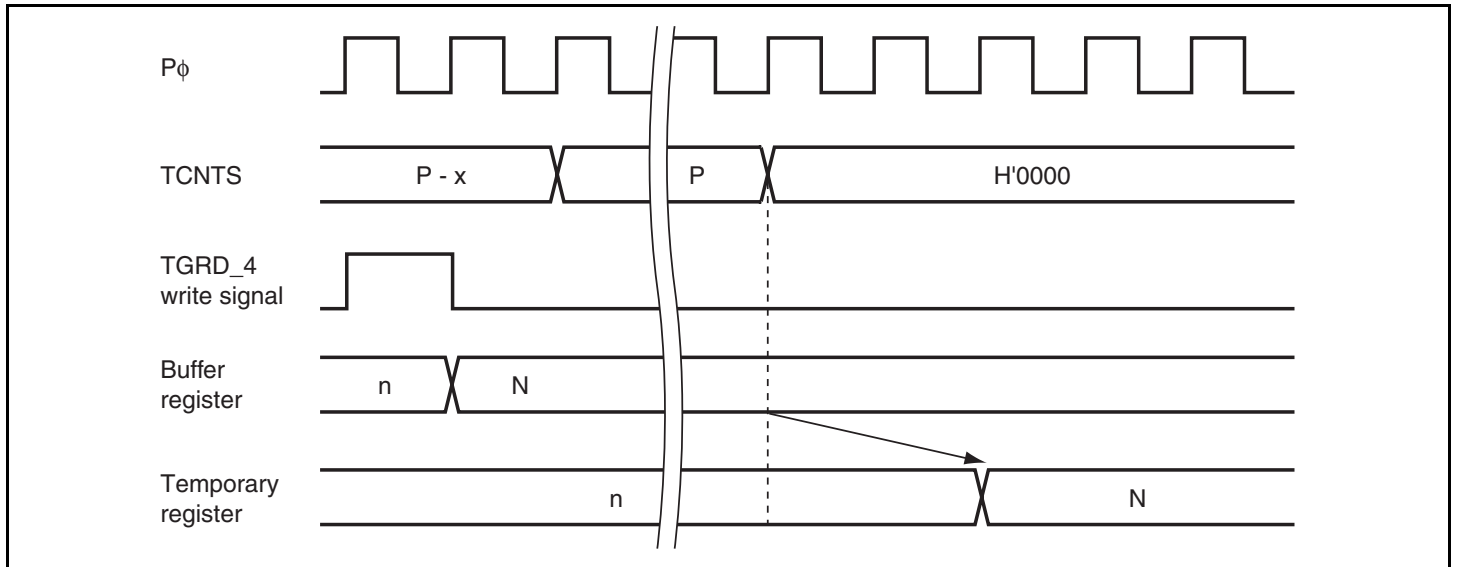 Pϕ
TCNTS
P - x
P
H'0000
TGRD_4
write signal
Buffer
register
n
N
Temporary
register
n
N